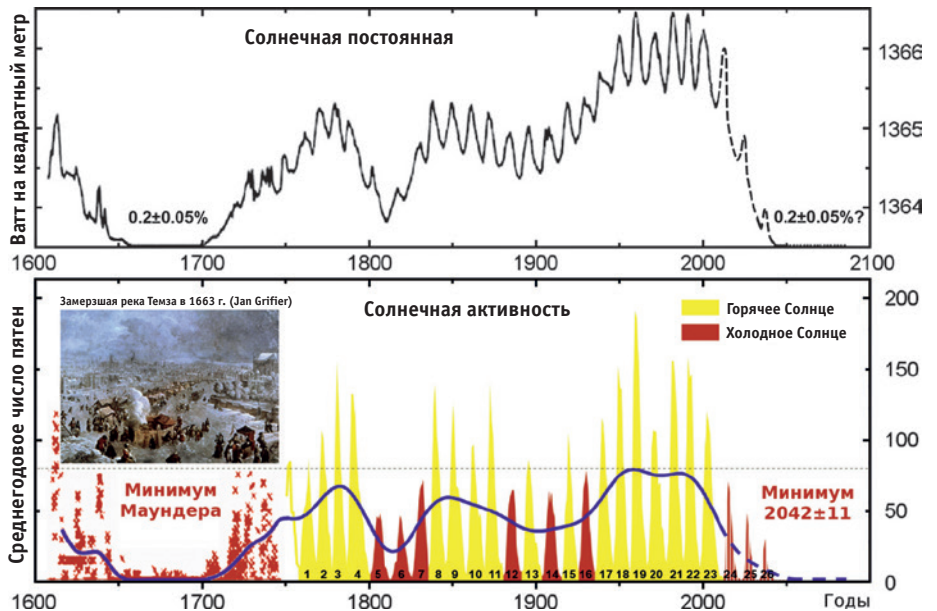 Солнечная постоянная
Ватт на квадратный метр
1366
1365
1364
0.2±0.05%
0.2±0.05%?
1600 1700 1800 1900 2000 2100
Замерзшая река Темза в 1663 г. (Jan Grifier)
Солнечная активность
Горячее Солнце
Холодное Солнце
Среднегодовое число пятен
200
150
100
50
0
Минимум
Маундера
Минимум
2042±11
1 2 3 4 5 6 7 8 9 10 11 12 13 14 15 16 17 18 19 20 21 22 23 24 25 26
1600 1700 1800 1900 2000 Годы